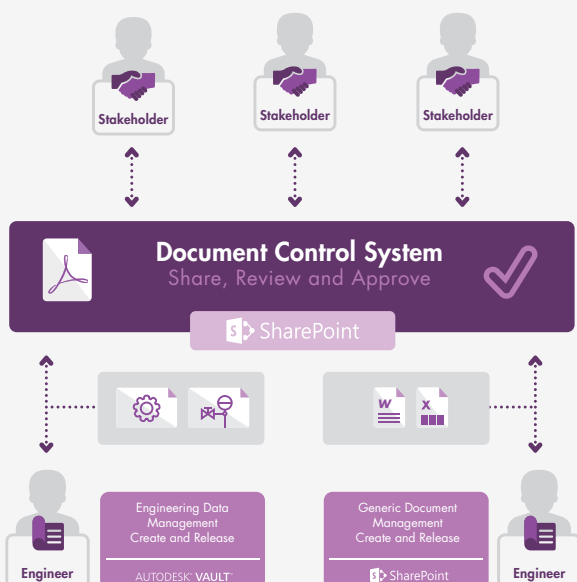 Stakeholder
Stakeholder
Stakeholder
Document Control System
Share, Review and Approve
S SharePoint
W
X
Engineering Data
Management
Create and Release
AUTODESK® VAULT™
Generic Document
Management
Create and Release
S SharePoint
Engineer
Engineer